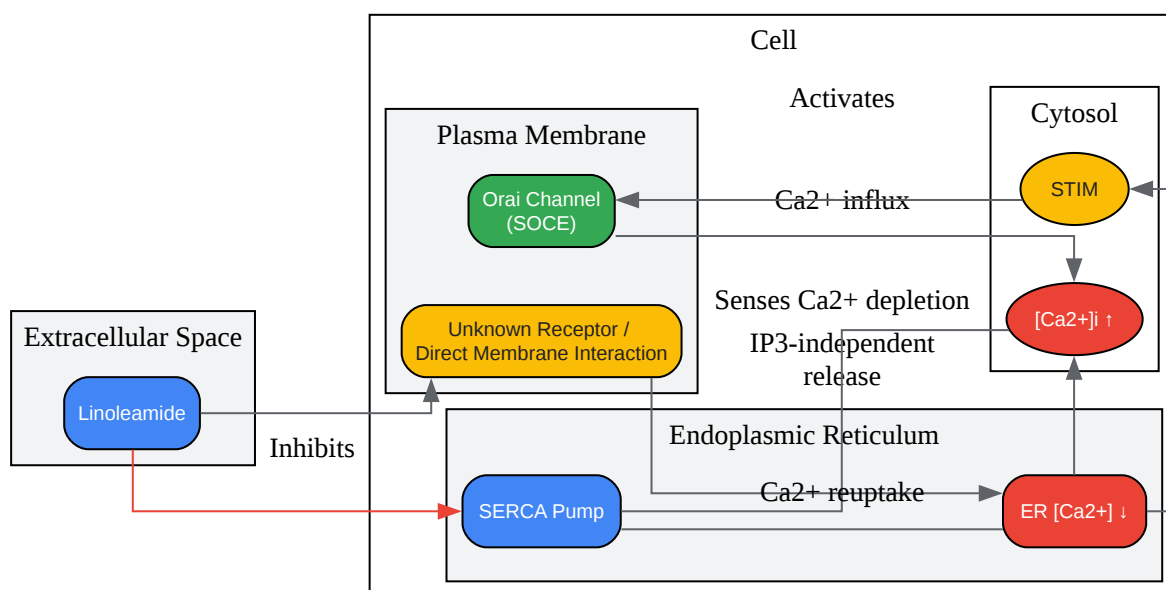 Cell
Activates
Cytosol
Plasma Membrane
STIM
Orai Channel
(SOCE)
Ca2+ influx
Senses Ca2+ depletion
[Ca2+]i ↑
Unknown Receptor /
Direct Membrane Interaction
IP3-independent
release
Extracellular Space
Linoleamide
Inhibits
Endoplasmic Reticulum
Ca2+ reuptake
SERCA Pump
ER [Ca2+] ↓